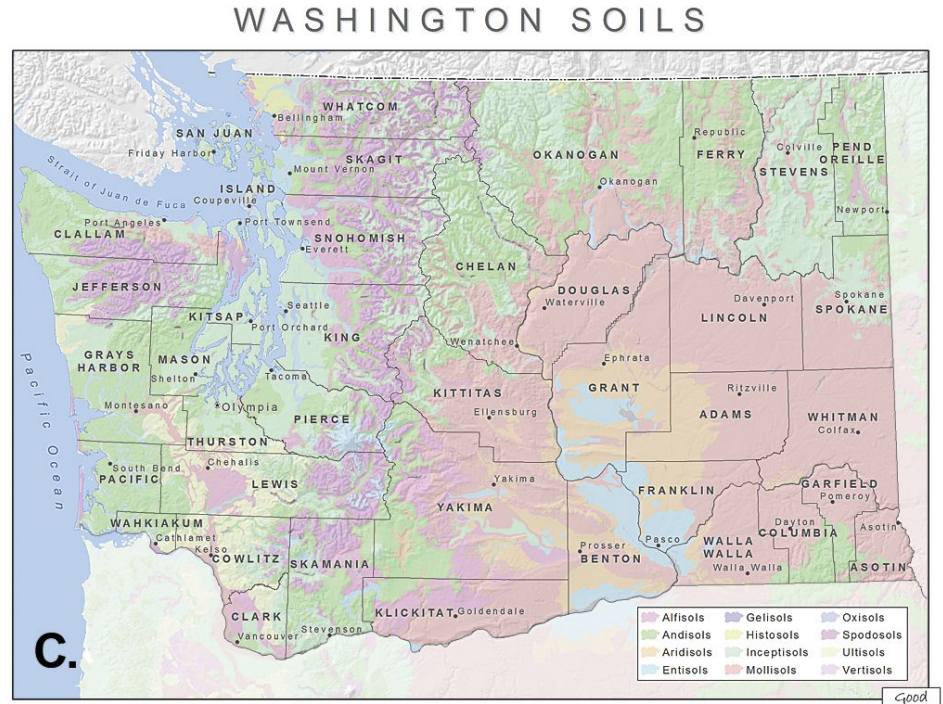 WASHINGTON SOILS
WHATCOM
Bellingham
SAN JUAN
Friday Harbor
SKAGIT
Mount Vernon
OKANOGAN
Okanogan
Republic
FERRY
Colville
STEVENS
PEND
OREILLE
Newport
Strait of Juan de Fuca
ISLAND
Coupeville
Port Angeles
CLALLAM
Port Townsend
SNOHOMISH
Everett
CHELAN
JEFFERSON
DOUGLAS
Waterville
Davenport
LINCOLN
Spokane
SPOKANE
Seattle
KITSAP
Port Orchard
KING
Wenatchee
GRAYS
HARBOR
MASON
Shelton
Tacoma
Ephrata
GRANT
KITTITAS
Ellensburg
Ritzville
ADAMS
WHITMAN
Colfax
Pacific Ocean
Montesano
Olympia
PIERCE
THURSTON
Chehalis
LEWIS
South Bend
PACIFIC
Yakima
YAKIMA
FRANKLIN
GARFIELD
Pomeroy
WAHKIAKUM
Cathlamet
Kelso
COWLITZ
SKAMANIA
Prosser
BENTON
Pasco
WALLA
WALLA
Walla Walla
Dayton
COLUMBIA
Asotin
ASOTIN
CLARK
Vancouver
Stevenson
KLICKITAT
Goldendale
C.
Alfisols
Andisols
Aridisols
Entisols
Gelisols
Histosols
Inceptisols
Mollisols
Oxisols
Spodosols
Ultisols
Vertisols
Good